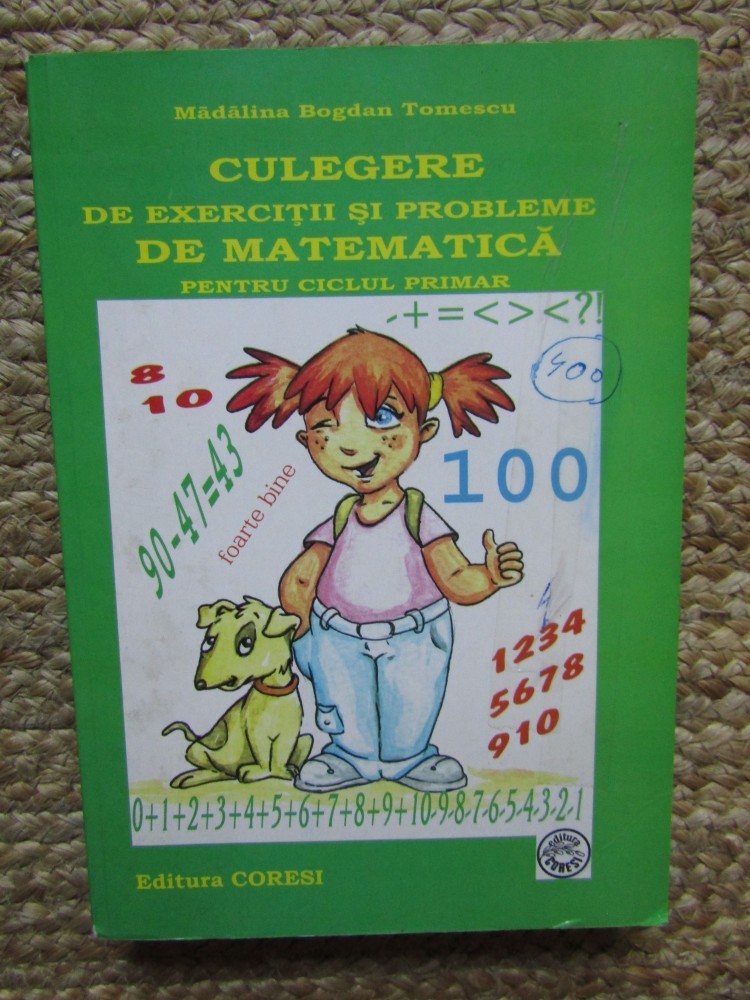 Mădălina Bogdan Tomescu
CULEGERE
DE EXERCIŢII ŞI PROBLEME
DE MATEMATICĂ
PENTRU CICLUL PRIMAR
-+=<><?!
8
10
400
90-47=43
foarte bine
100
1234
5678
910
0+1+2+3+4+5+6+7+8+9+10-9-8-7-6-5-4-3-2-1
editura
CORESI
Editura CORESI